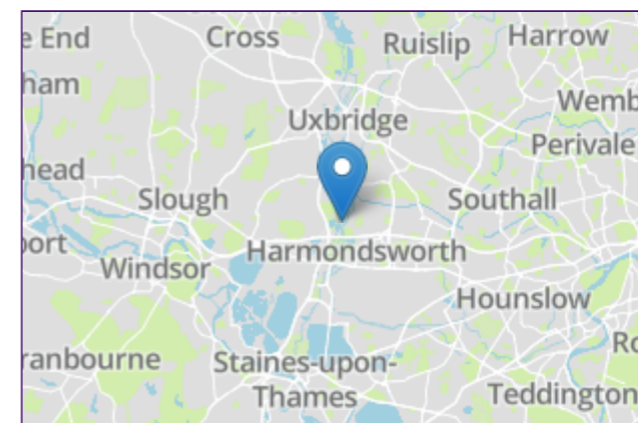 e End
Cross
Ruislip
Harrow
ham
Wemb
Uxbridge
Perivale
head
Slough
Southall
ort
Harmondsworth
Windsor
Hounslow
Ro
ranbourne
Staines-upon-
Thames
Teddington